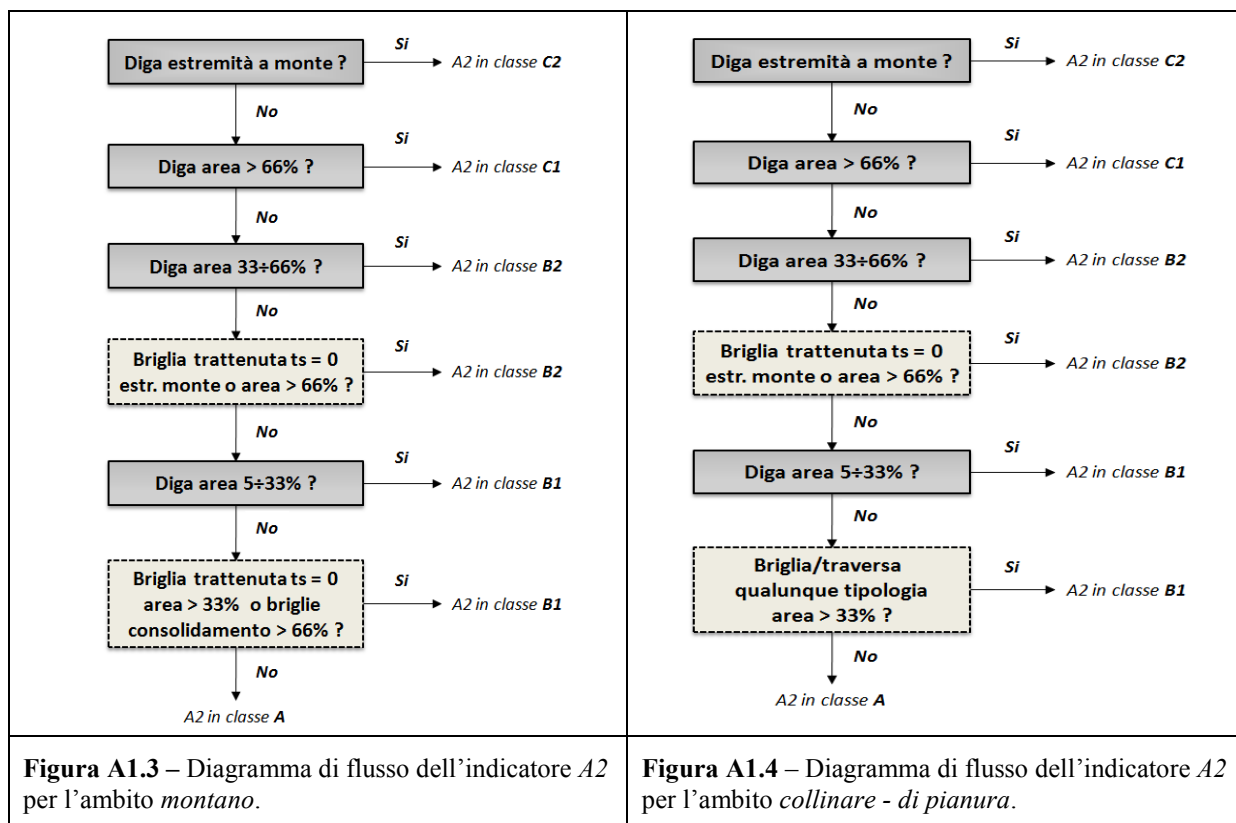 Diga estremità a monte ?
Si
A2 in classe C2
No
Diga area > 66% ?
Si
A2 in classe C1
No
Diga area 33÷66% ?
Si
A2 in classe B2
No
Briglia trattenuta ts = 0
estr. monte o area > 66% ?
Si
A2 in classe B2
No
Diga area 5÷33% ?
Si
A2 in classe B1
No
Briglia trattenuta ts = 0
area > 33% o briglie
consolidamento > 66% ?
Si
A2 in classe B1
No
A2 in classe A
Figura A1.3 – Diagramma di flusso dell’indicatore A2
per l’ambito montano.
Diga estremità a monte ?
Si
A2 in classe C2
No
Diga area > 66% ?
Si
A2 in classe C1
No
Diga area 33÷66% ?
Si
A2 in classe B2
No
Briglia trattenuta ts = 0
estr. monte o area > 66% ?
Si
A2 in classe B2
No
Diga area 5÷33% ?
Si
A2 in classe B1
No
Briglia/traversa
qualunque tipologia
area > 33% ?
Si
A2 in classe B1
No
A2 in classe A
Figura A1.4 – Diagramma di flusso dell’indicatore A2
per l’ambito collinare - di pianura.